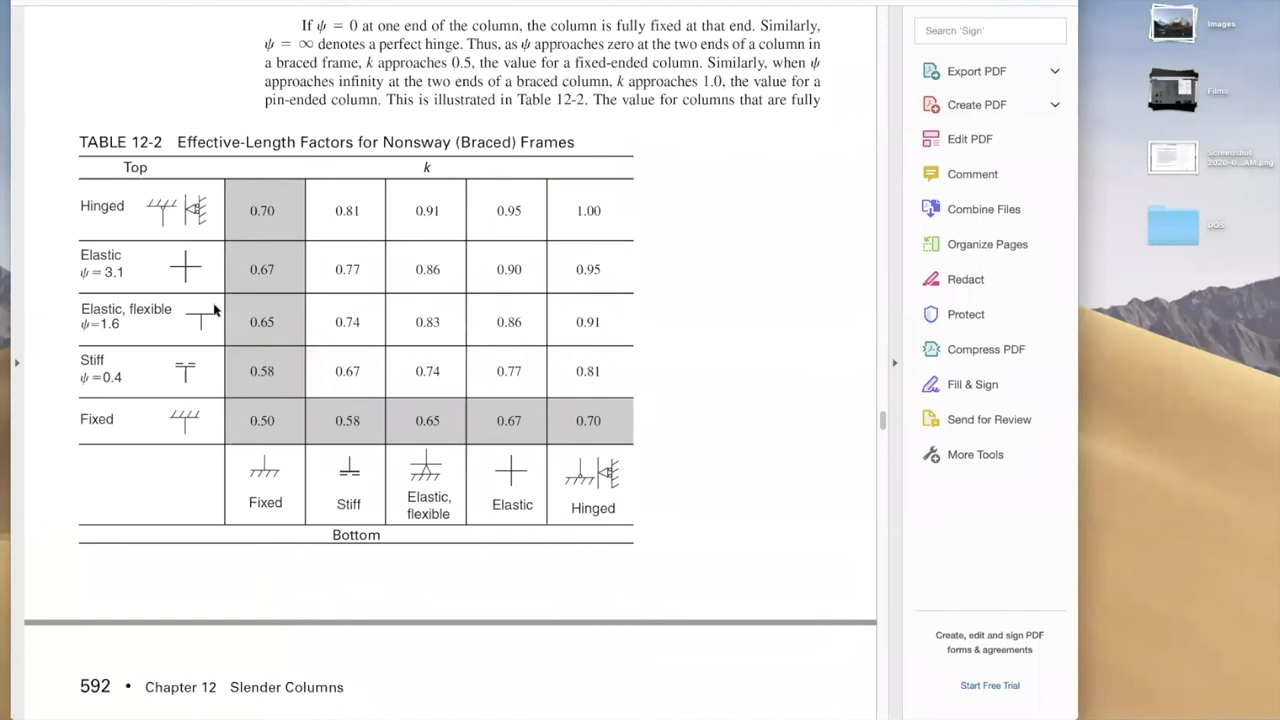 If ψ = 0 at one end of the column, the column is fully fixed at that end. Similarly,
ψ = ∞ denotes a perfect hinge. Thus, as ψ approaches zero at the two ends of a column in
a braced frame, k approaches 0.5, the value for a fixed-ended column. Similarly, when ψ
approaches infinity at the two ends of a braced column, k approaches 1.0, the value for a
pin-ended column. This is illustrated in Table 12-2. The value for columns that are fully
TABLE 12-2 Effective-Length Factors for Nonsway (Braced) Frames
Top k
Hinged 0.70 0.81 0.91 0.95 1.00
Elastic
ψ = 3.1 0.67 0.77 0.86 0.90 0.95
Elastic, flexible
ψ=1.6 0.65 0.74 0.83 0.86 0.91
Stiff
ψ=0.4 0.58 0.67 0.74 0.77 0.81
Fixed 0.50 0.58 0.65 0.67 0.70
Fixed Stiff Elastic, flexible Elastic Hinged
Bottom
592 • Chapter 12 Slender Columns
Search 'Sign'
Export PDF
Create PDF
Edit PDF
Comment
Combine Files
Organize Pages
Redact
Protect
Compress PDF
Fill & Sign
Send for Review
More Tools
Create, edit and sign PDF
forms & agreements
Start Free Trial
Images
Films
Screenshot
2020-0...AM.png
DOS